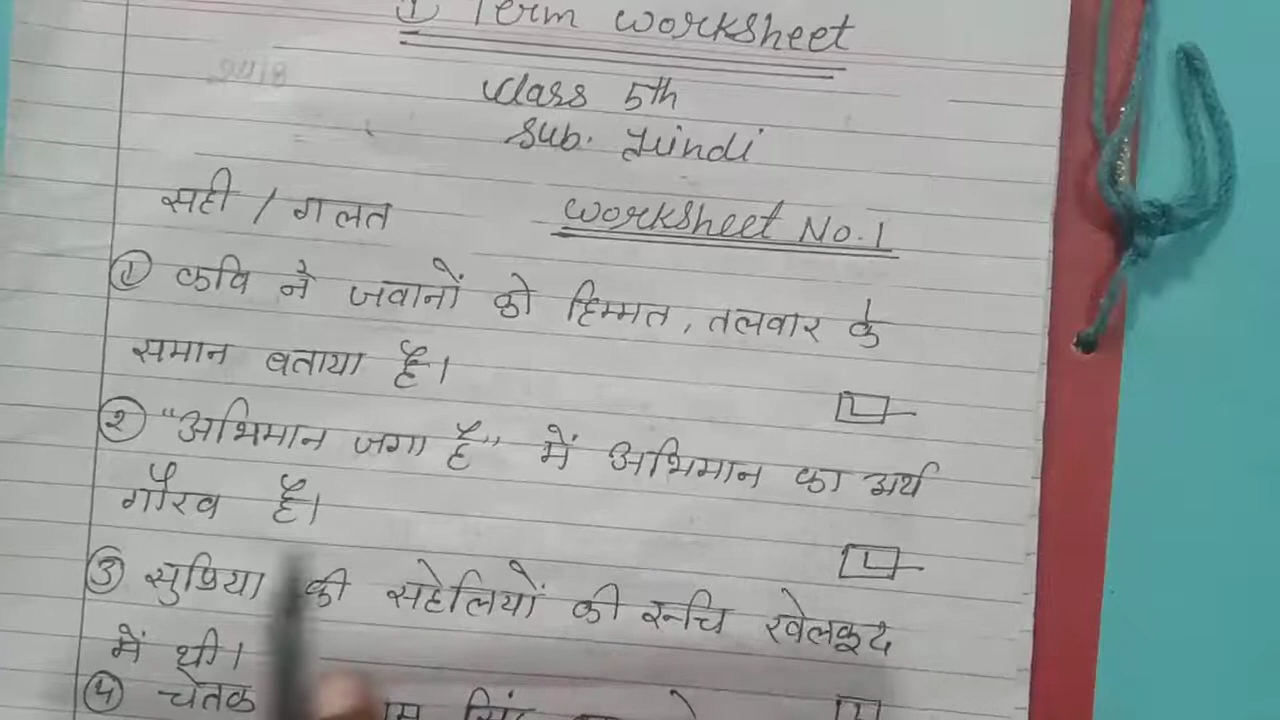 ① Term Worksheet
Class 5th
Sub. Hindi
सही / गलत
Worksheet No. 1
① कवि ने जवानों को हिम्मत, तलवार के
समान बताया है।
② "अभिमान जगा है" में अभिमान का अर्थ
गौरव है।
③ सुप्रिया की सहेलियों की रूचि खेलकूद
में थी।
④ चेतक